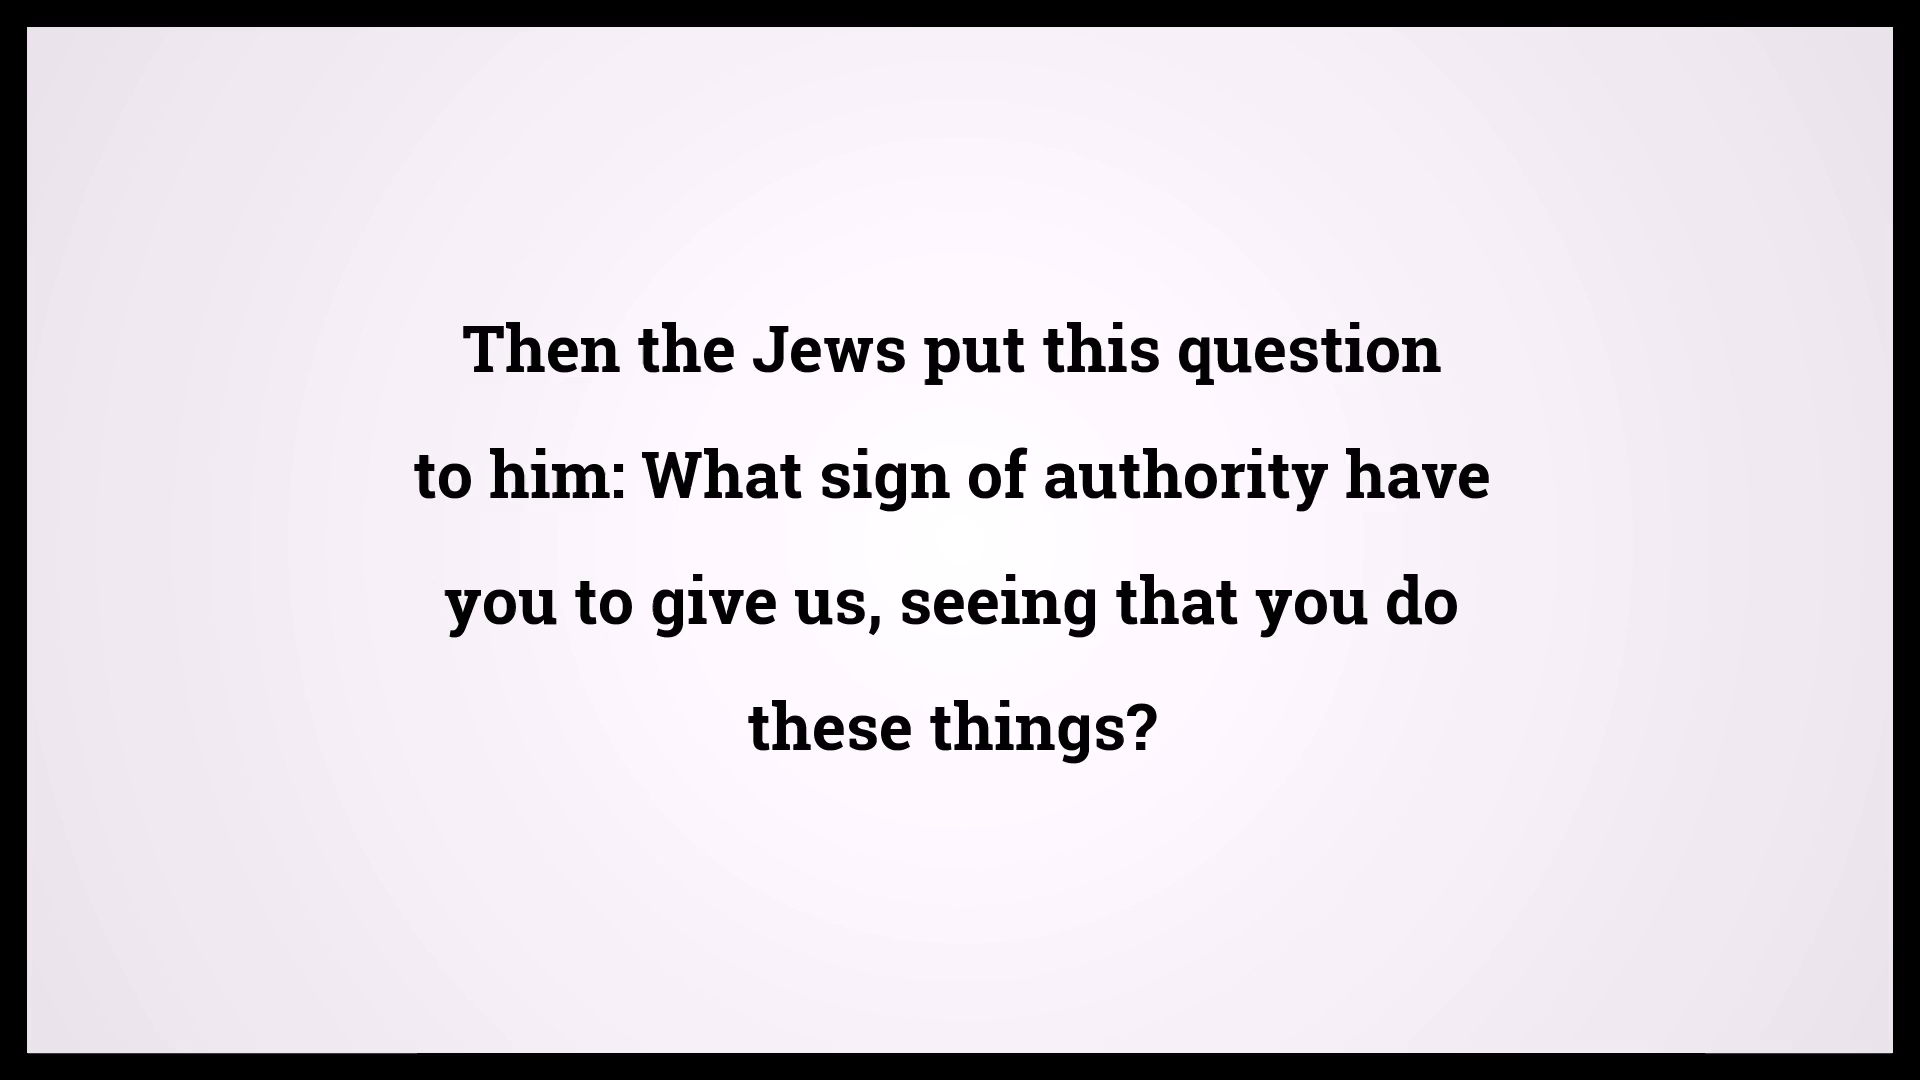 Then the Jews put this question
to him: What sign of authority have
you to give us, seeing that you do
these things?